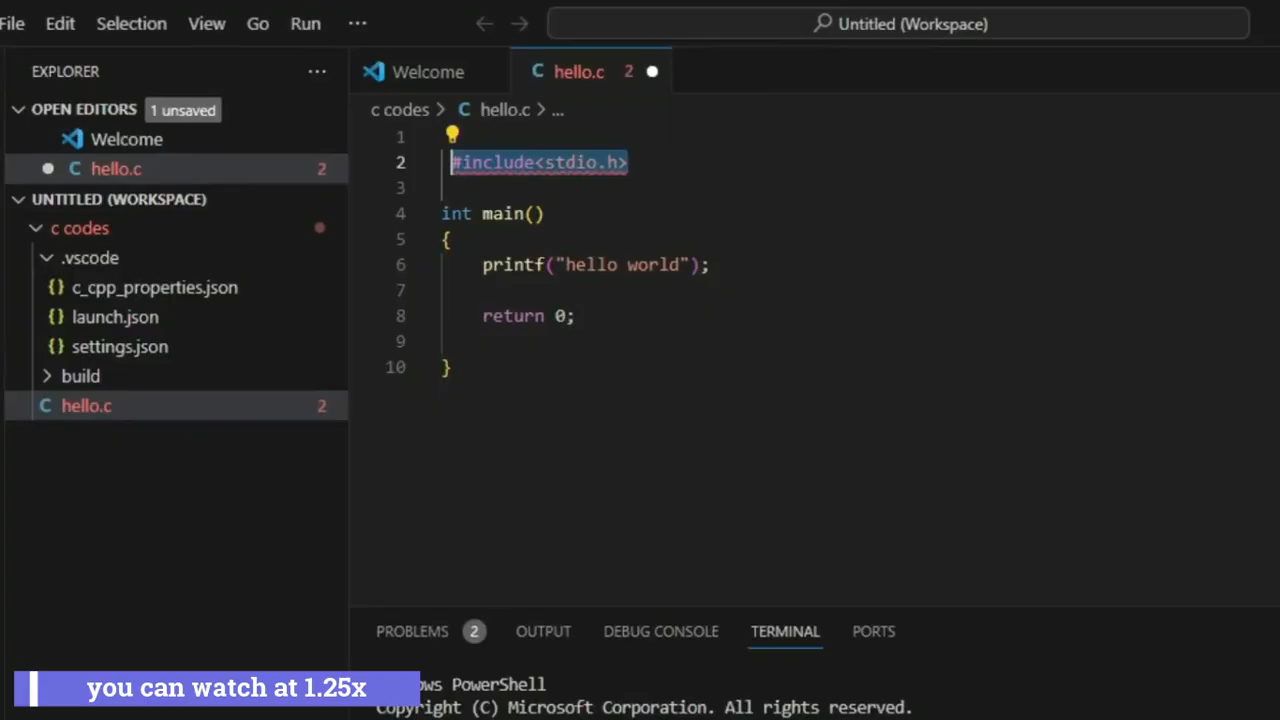 File Edit Selection View Go Run ··· Untitled (Workspace)
EXPLORER ···
OPEN EDITORS 1 unsaved
Welcome
hello.c 2
UNTITLED (WORKSPACE)
c codes
.vscode
{} c_cpp_properties.json
{} launch.json
{} settings.json
build
C hello.c 2
Welcome C hello.c 2
c codes > C hello.c > ...
1
2 #include<stdio.h>
3
4 int main()
5 {
6 printf("hello world");
7
8 return 0;
9
10 }
PROBLEMS 2 OUTPUT DEBUG CONSOLE TERMINAL PORTS
PowerShell
Copyright (C) Microsoft Corporation. All rights reserved.
you can watch at 1.25x